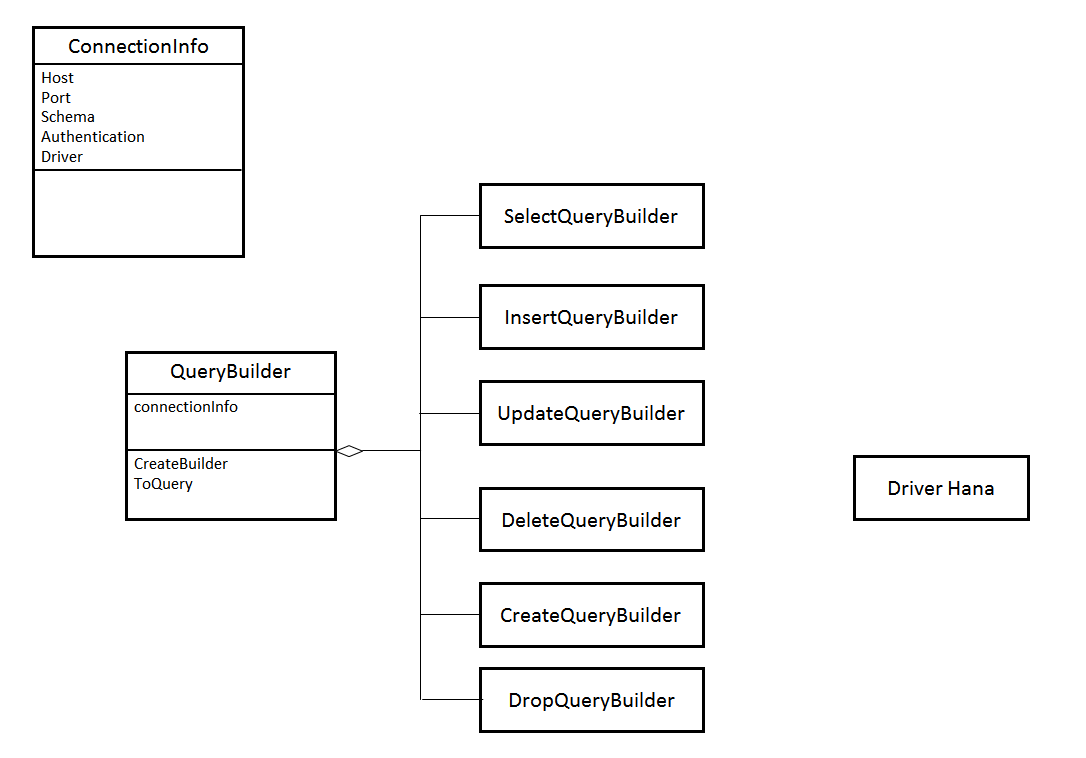 ConnectionInfo
Host
Port
Schema
Authentication
Driver
QueryBuilder
connectionInfo
CreateBuilder
ToQuery
SelectQueryBuilder
InsertQueryBuilder
UpdateQueryBuilder
DeleteQueryBuilder
CreateQueryBuilder
DropQueryBuilder
Driver Hana